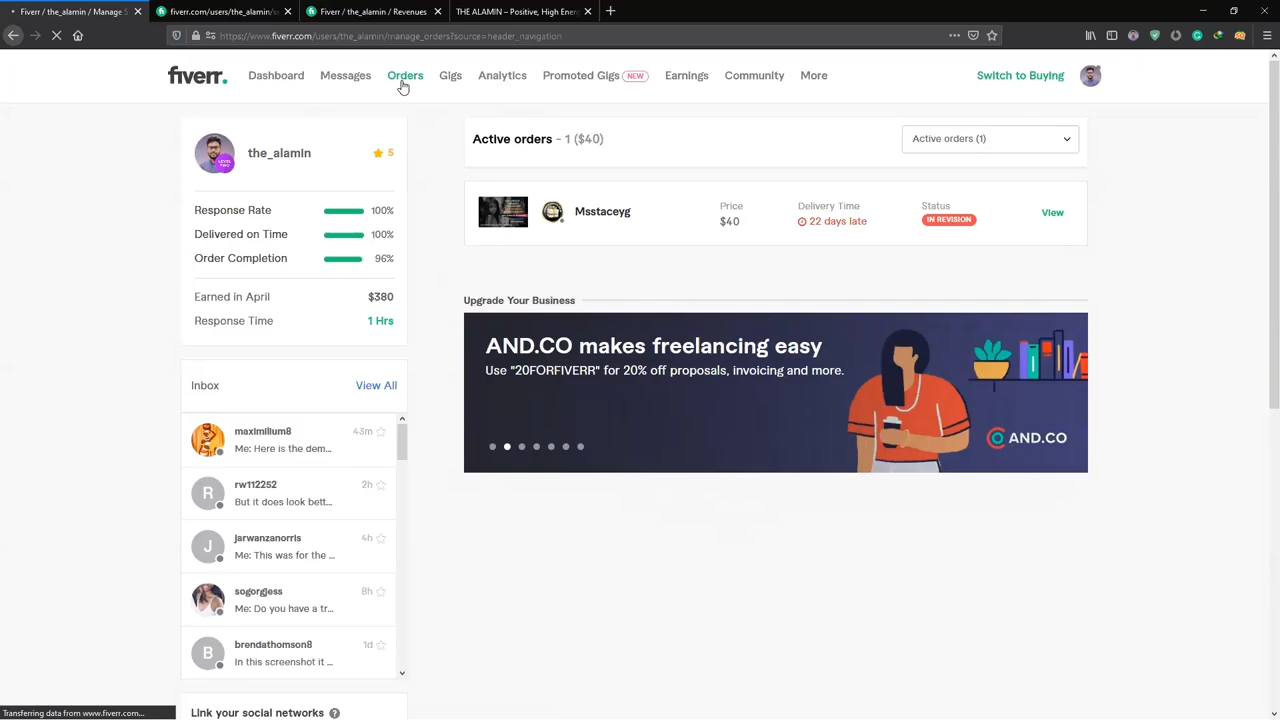 Fiverr / the_alamin / Manage S
fiverr.com/users/the_alamin/
Fiverr / the_alamin / Revenues
THE ALAMIN – Positive, High Ener
https://www.fiverr.com/users/the_alamin/manage_orders?source=header_navigation
fiverr.
Dashboard
Messages
Orders
Gigs
Analytics
Promoted Gigs NEW
Earnings
Community
More
Switch to Buying
LEVEL TWO
the_alamin
5
Response Rate 100%
Delivered on Time 100%
Order Completion 96%
Earned in April $380
Response Time 1 Hrs
Inbox View All
maximilium8 43m
Me: Here is the dem...
R
rw112252 2h
But it does look bett...
J
jarwanzanorris 4h
Me: This was for the ...
sogorgjess 8h
Me: Do you have a tr...
B
brendathomson8 1d
In this screenshot it ...
Link your social networks ?
Active orders - 1 ($40)
Active orders (1)
Msstaceyg
Price
$40
Delivery Time
22 days late
Status
IN REVISION
View
Upgrade Your Business
AND.CO makes freelancing easy
Use "20FORFIVERR" for 20% off proposals, invoicing and more.
AND.CO
Transferring data from www.fiverr.com...